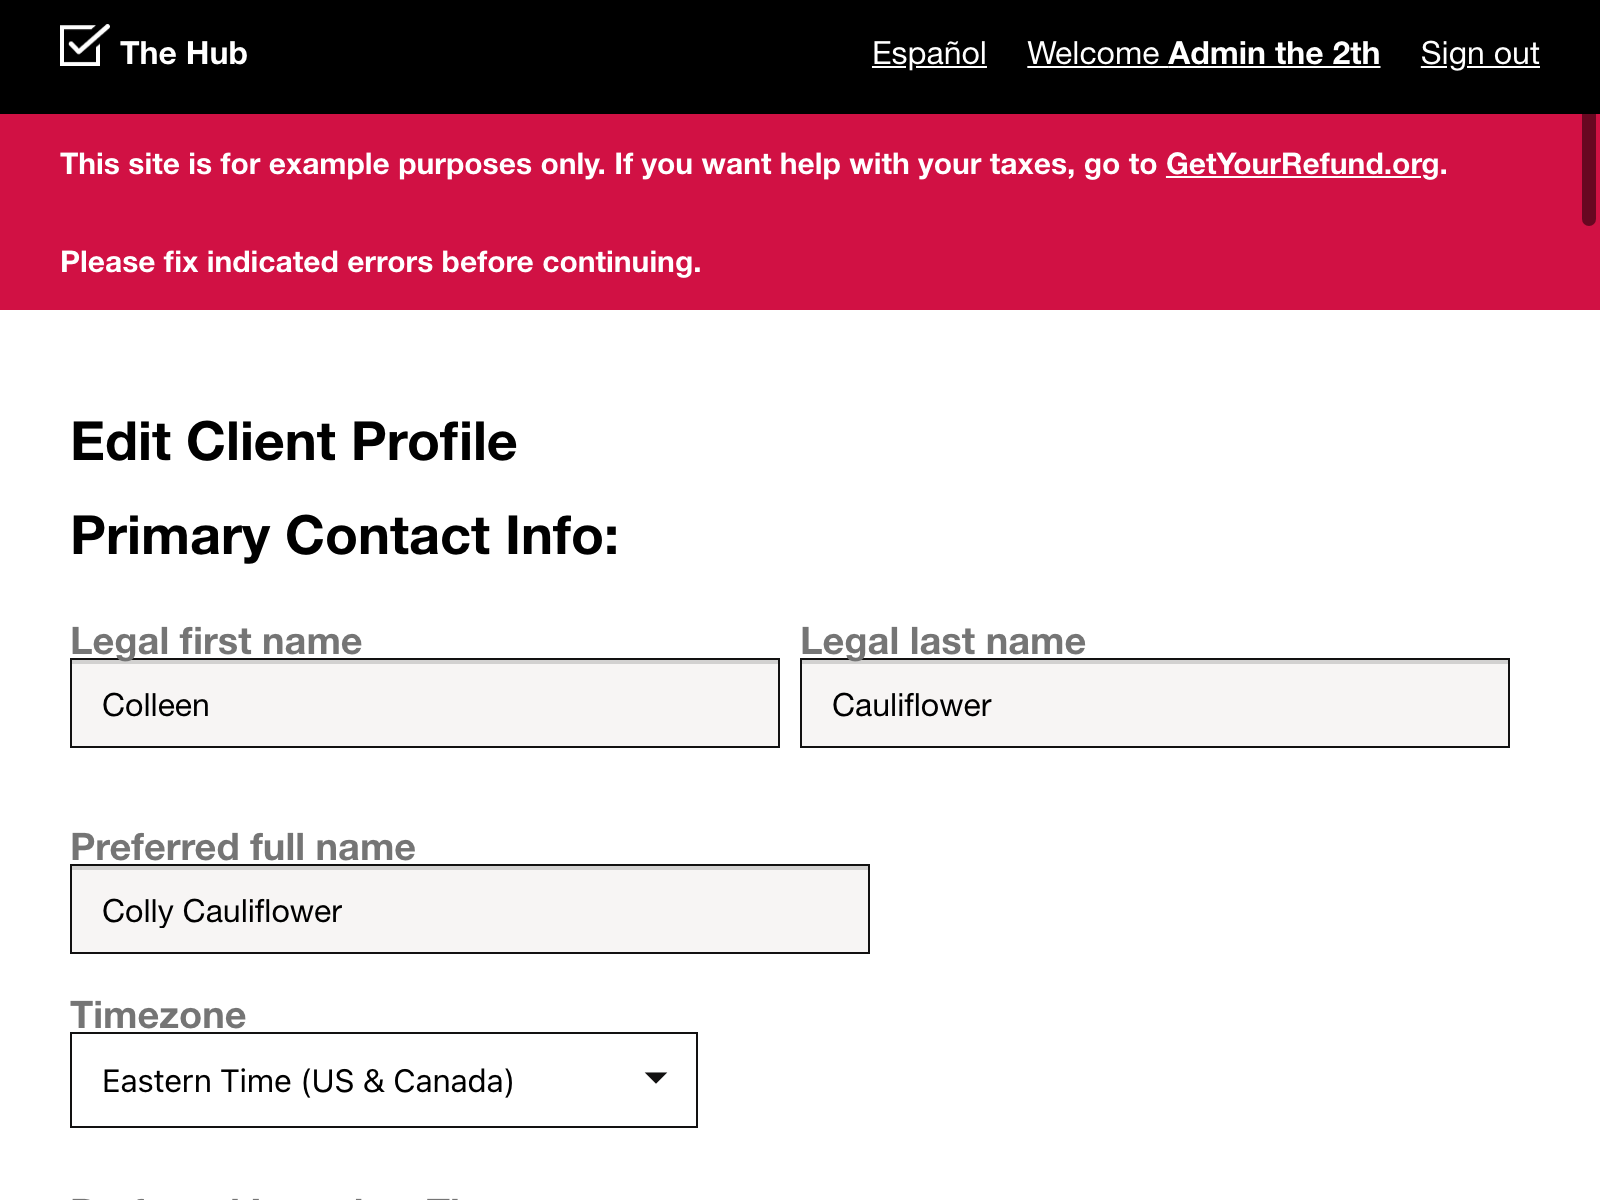 The Hub
Español Welcome Admin the 2th Sign out
This site is for example purposes only. If you want help with your taxes, go to GetYourRefund.org.
Please fix indicated errors before continuing.
Edit Client Profile
Primary Contact Info:
Legal first name Legal last name
Colleen Cauliflower
Preferred full name
Colly Cauliflower
Timezone
Eastern Time (US & Canada)